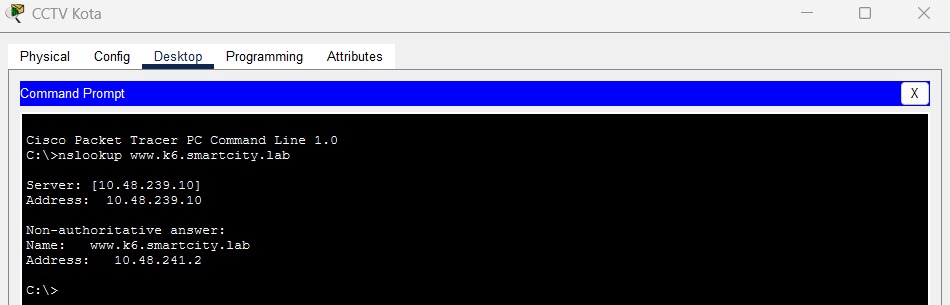 CCTV Kota
Physical Config Desktop Programming Attributes
Command Prompt X
Cisco Packet Tracer PC Command Line 1.0
C:\>nslookup www.k6.smartcity.lab
Server: [10.48.239.10]
Address:  10.48.239.10
Non-authoritative answer:
Name:   www.k6.smartcity.lab
Address:   10.48.241.2
C:\>